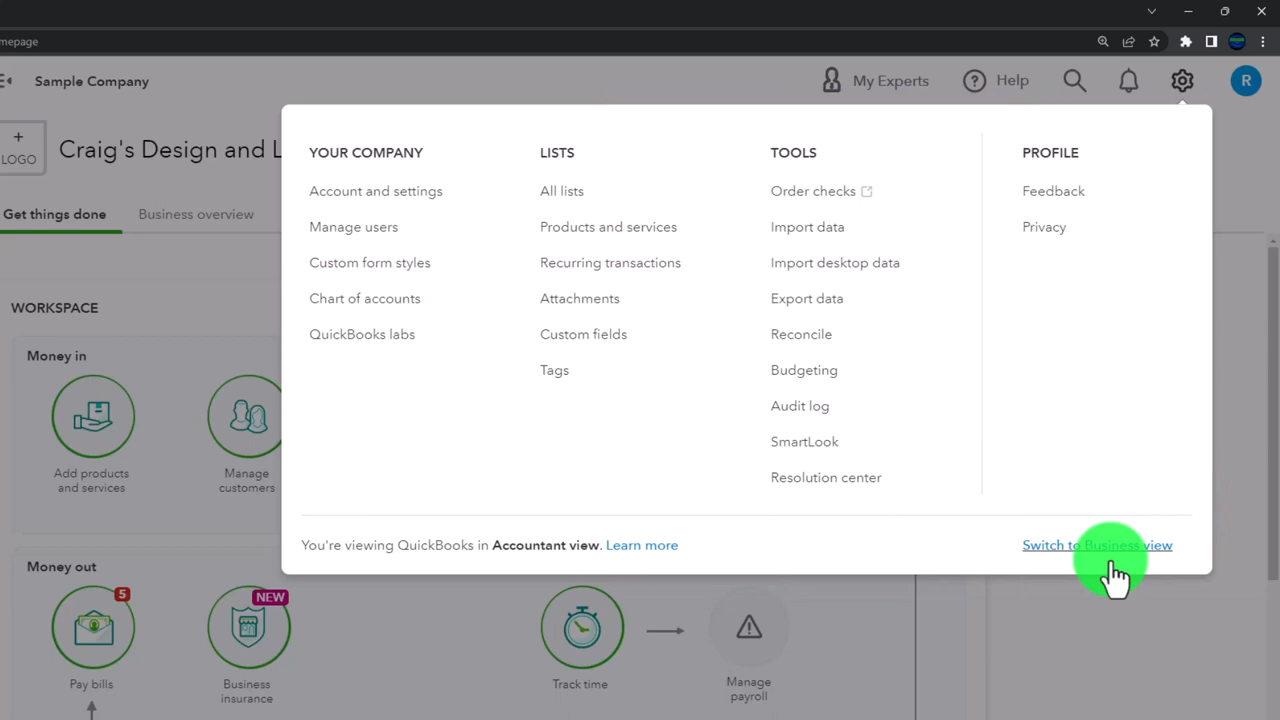 mepage
Sample Company
My Experts
Help
R
+
LOGO
Craig's Design and L
Get things done
Business overview
YOUR COMPANY
Account and settings
Manage users
Custom form styles
Chart of accounts
QuickBooks labs
LISTS
All lists
Products and services
Recurring transactions
Attachments
Custom fields
Tags
TOOLS
Order checks
Import data
Import desktop data
Export data
Reconcile
Budgeting
Audit log
SmartLook
Resolution center
PROFILE
Feedback
Privacy
You're viewing QuickBooks in Accountant view. Learn more
Switch to Business view
WORKSPACE
Money in
Add products
and services
Manage
customers
Money out
5
NEW
Pay bills
Business
insurance
Track time
Manage
payroll